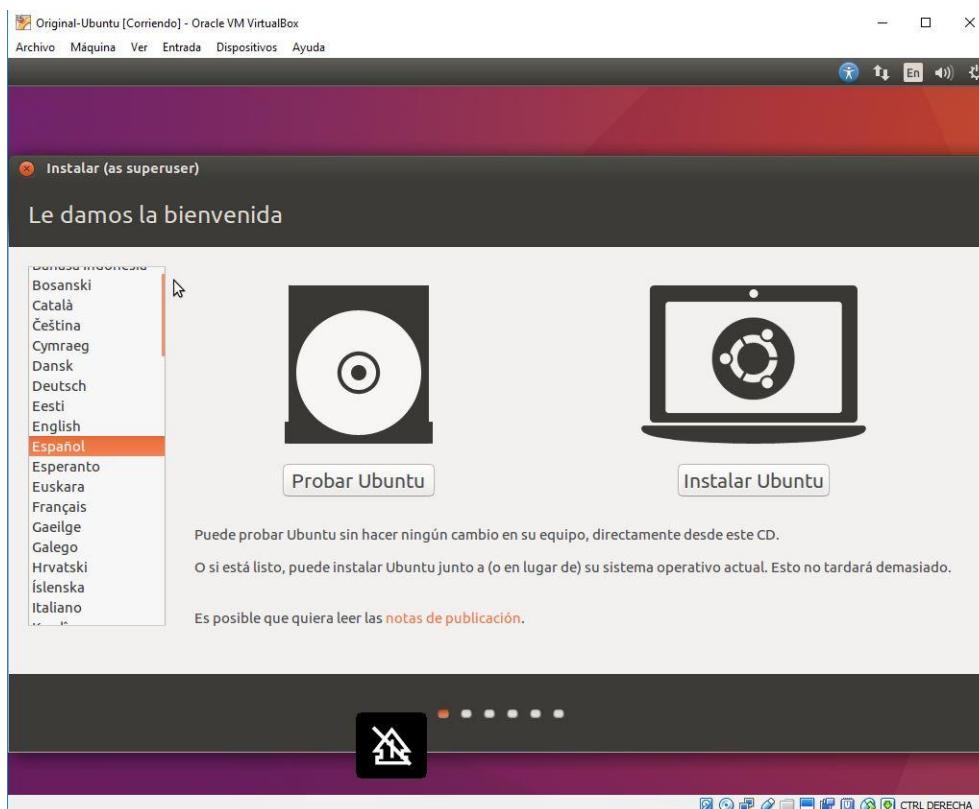 Original-Ubuntu [Corriendo] - Oracle VM VirtualBox
Archivo Máquina Ver Entrada Dispositivos Ayuda
En
Instalar (as superuser)
Le damos la bienvenida
Bahasa Indonesia
Bosanski
Català
Čeština
Cymraeg
Dansk
Deutsch
Eesti
English
Español
Esperanto
Euskara
Français
Gaeilge
Galego
Hrvatski
Íslenska
Italiano
Probar Ubuntu
Instalar Ubuntu
Puede probar Ubuntu sin hacer ningún cambio en su equipo, directamente desde este CD.
O si está listo, puede instalar Ubuntu junto a (o en lugar de) su sistema operativo actual. Esto no tardará demasiado.
Es posible que quiera leer las notas de publicación.
CTRL DERECHA